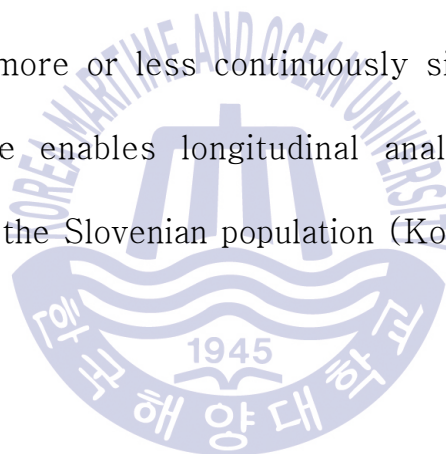 more or less continuously si
e enables longitudinal anal
the Slovenian population (Ko
KOREA MARITIME AND OCEAN UNIVERSI
1945
한국해양대학교